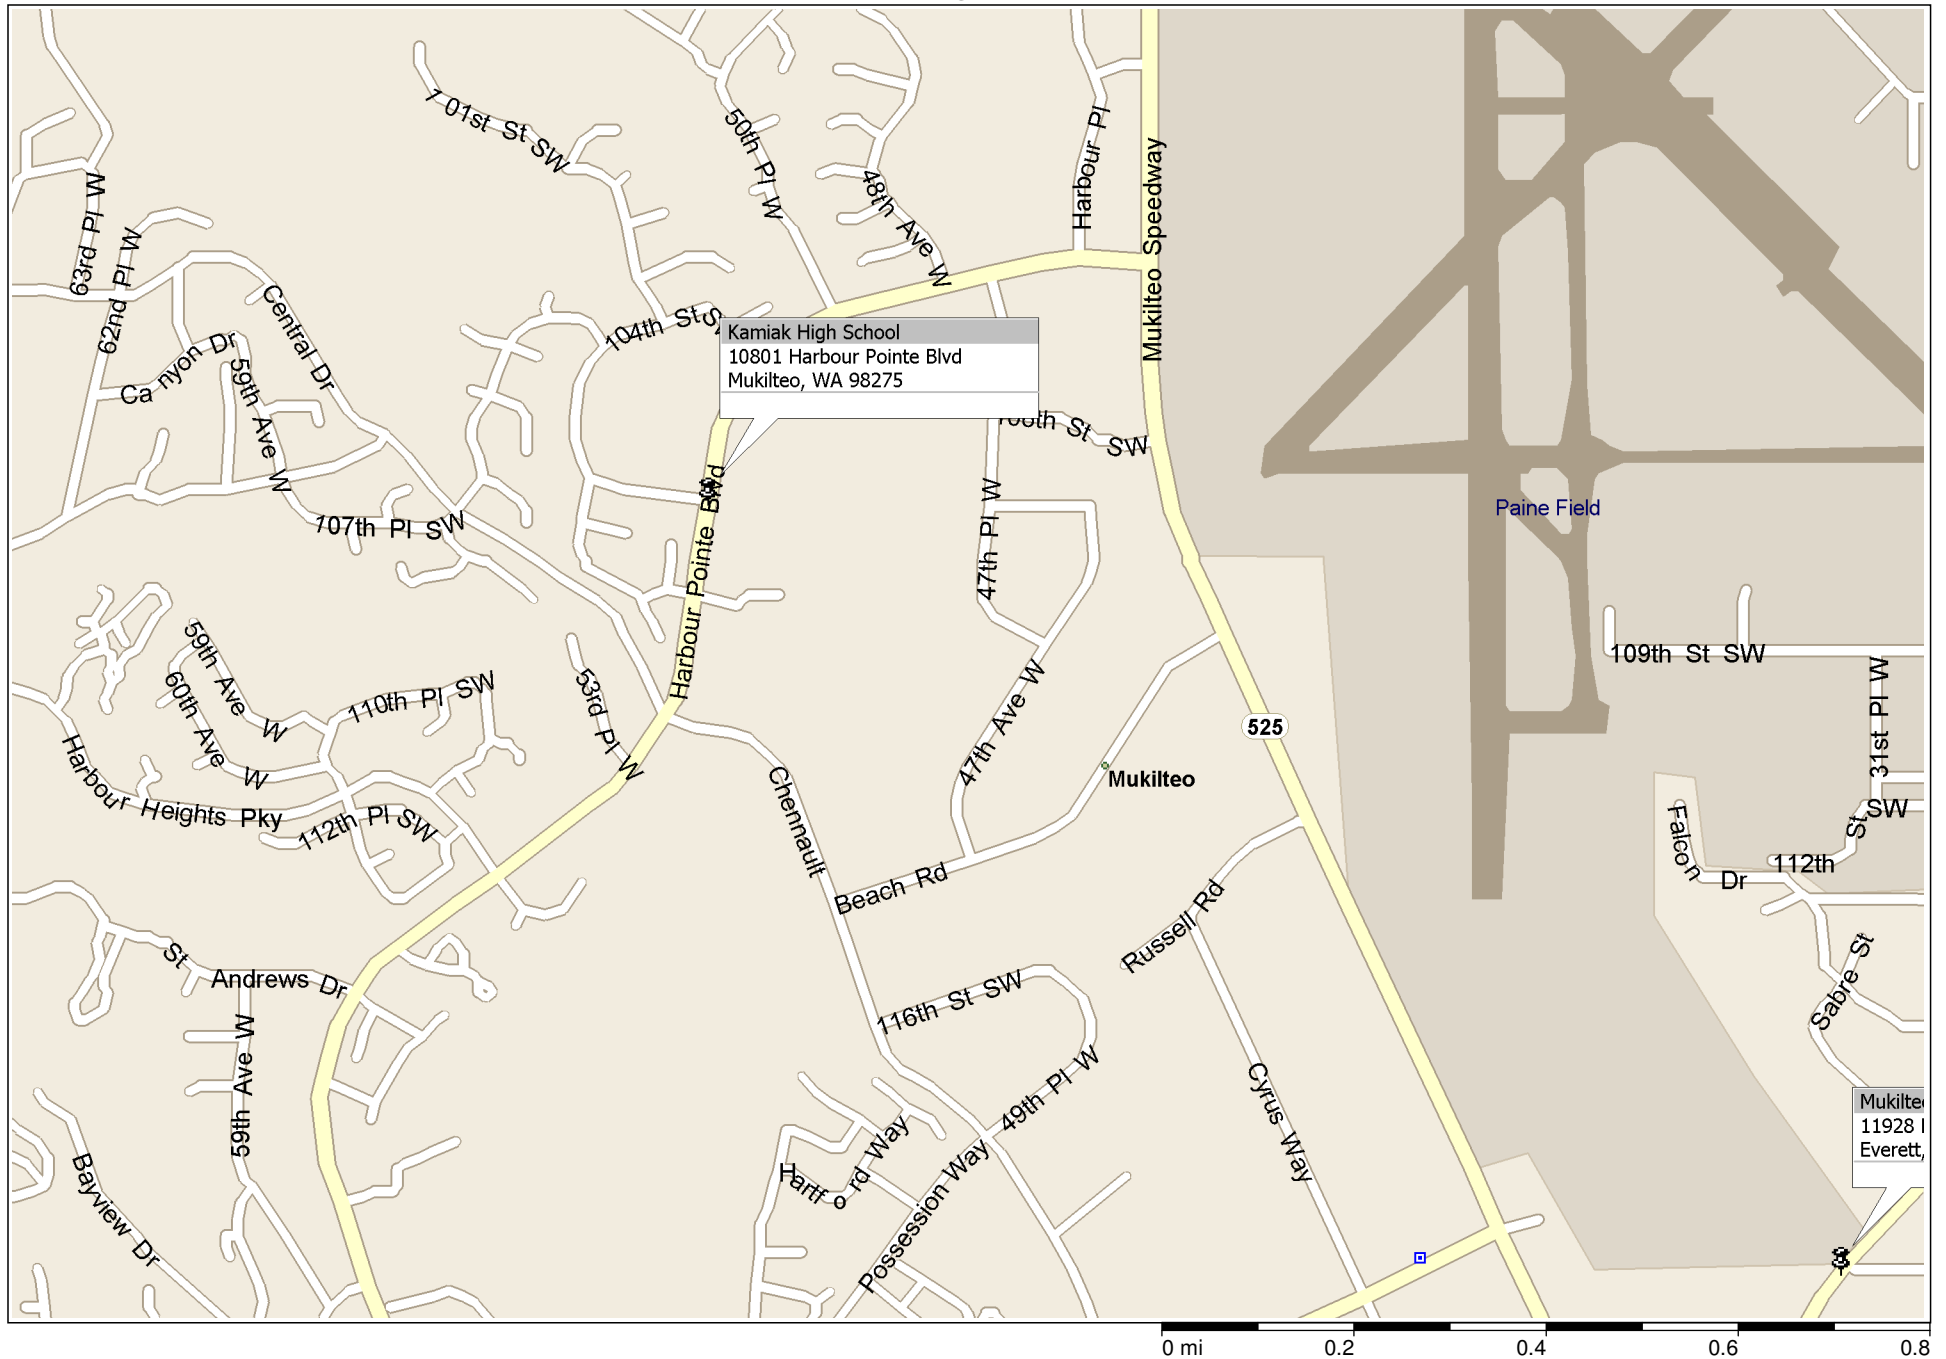 101st St SW
50th Pl W
48th Ave W
Harbour Pl
Mukilteo Speedway
63rd Pl W
62nd Pl W
Central Dr
Canyon Dr
59th Ave W
104th St
Kamiak High School
10801 Harbour Pointe Blvd
Mukilteo, WA 98275
St SW
107th Pl SW
Harbour Pointe Blvd
47th Pl W
Paine Field
109th St SW
31st Pl W
59th Ave W
60th Ave W
110th Pl SW
53rd Pl W
47th Ave W
525
Mukilteo
Harbour Heights Pky
112th Pl SW
Chennault
Beach Rd
Russell Rd
Falcon Dr
112th St SW
Sabre St
St Andrews Dr
59th Ave W
116th St SW
49th Pl W
Cyrus Way
Bayview Dr
Hartford Way
Possession Way
11928
Everett,
0 mi 0.2 0.4 0.6 0.8